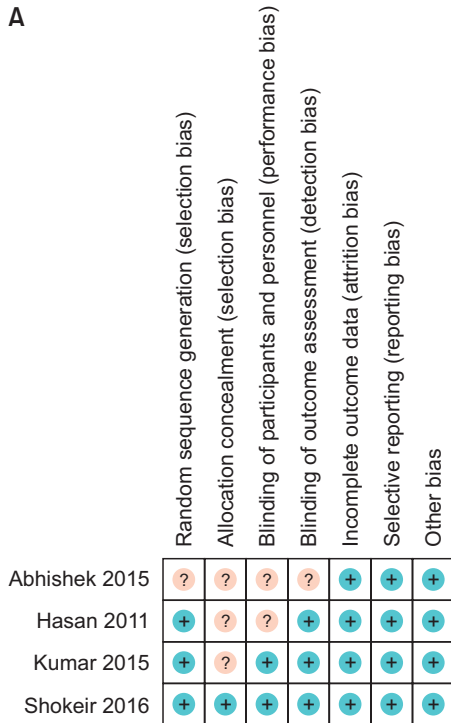 A
Random sequence generation (selection bias)
Allocation concealment (selection bias)
Blinding of participants and personnel (performance bias)
Blinding of outcome assessment (detection bias)
Incomplete outcome data (attrition bias)
Selective reporting (reporting bias)
Other bias
Abhishek 2015 ? ? ? ? + + +
Hasan 2011 + ? ? + + + +
Kumar 2015 + ? + + + + +
Shokeir 2016 + + + + + + +